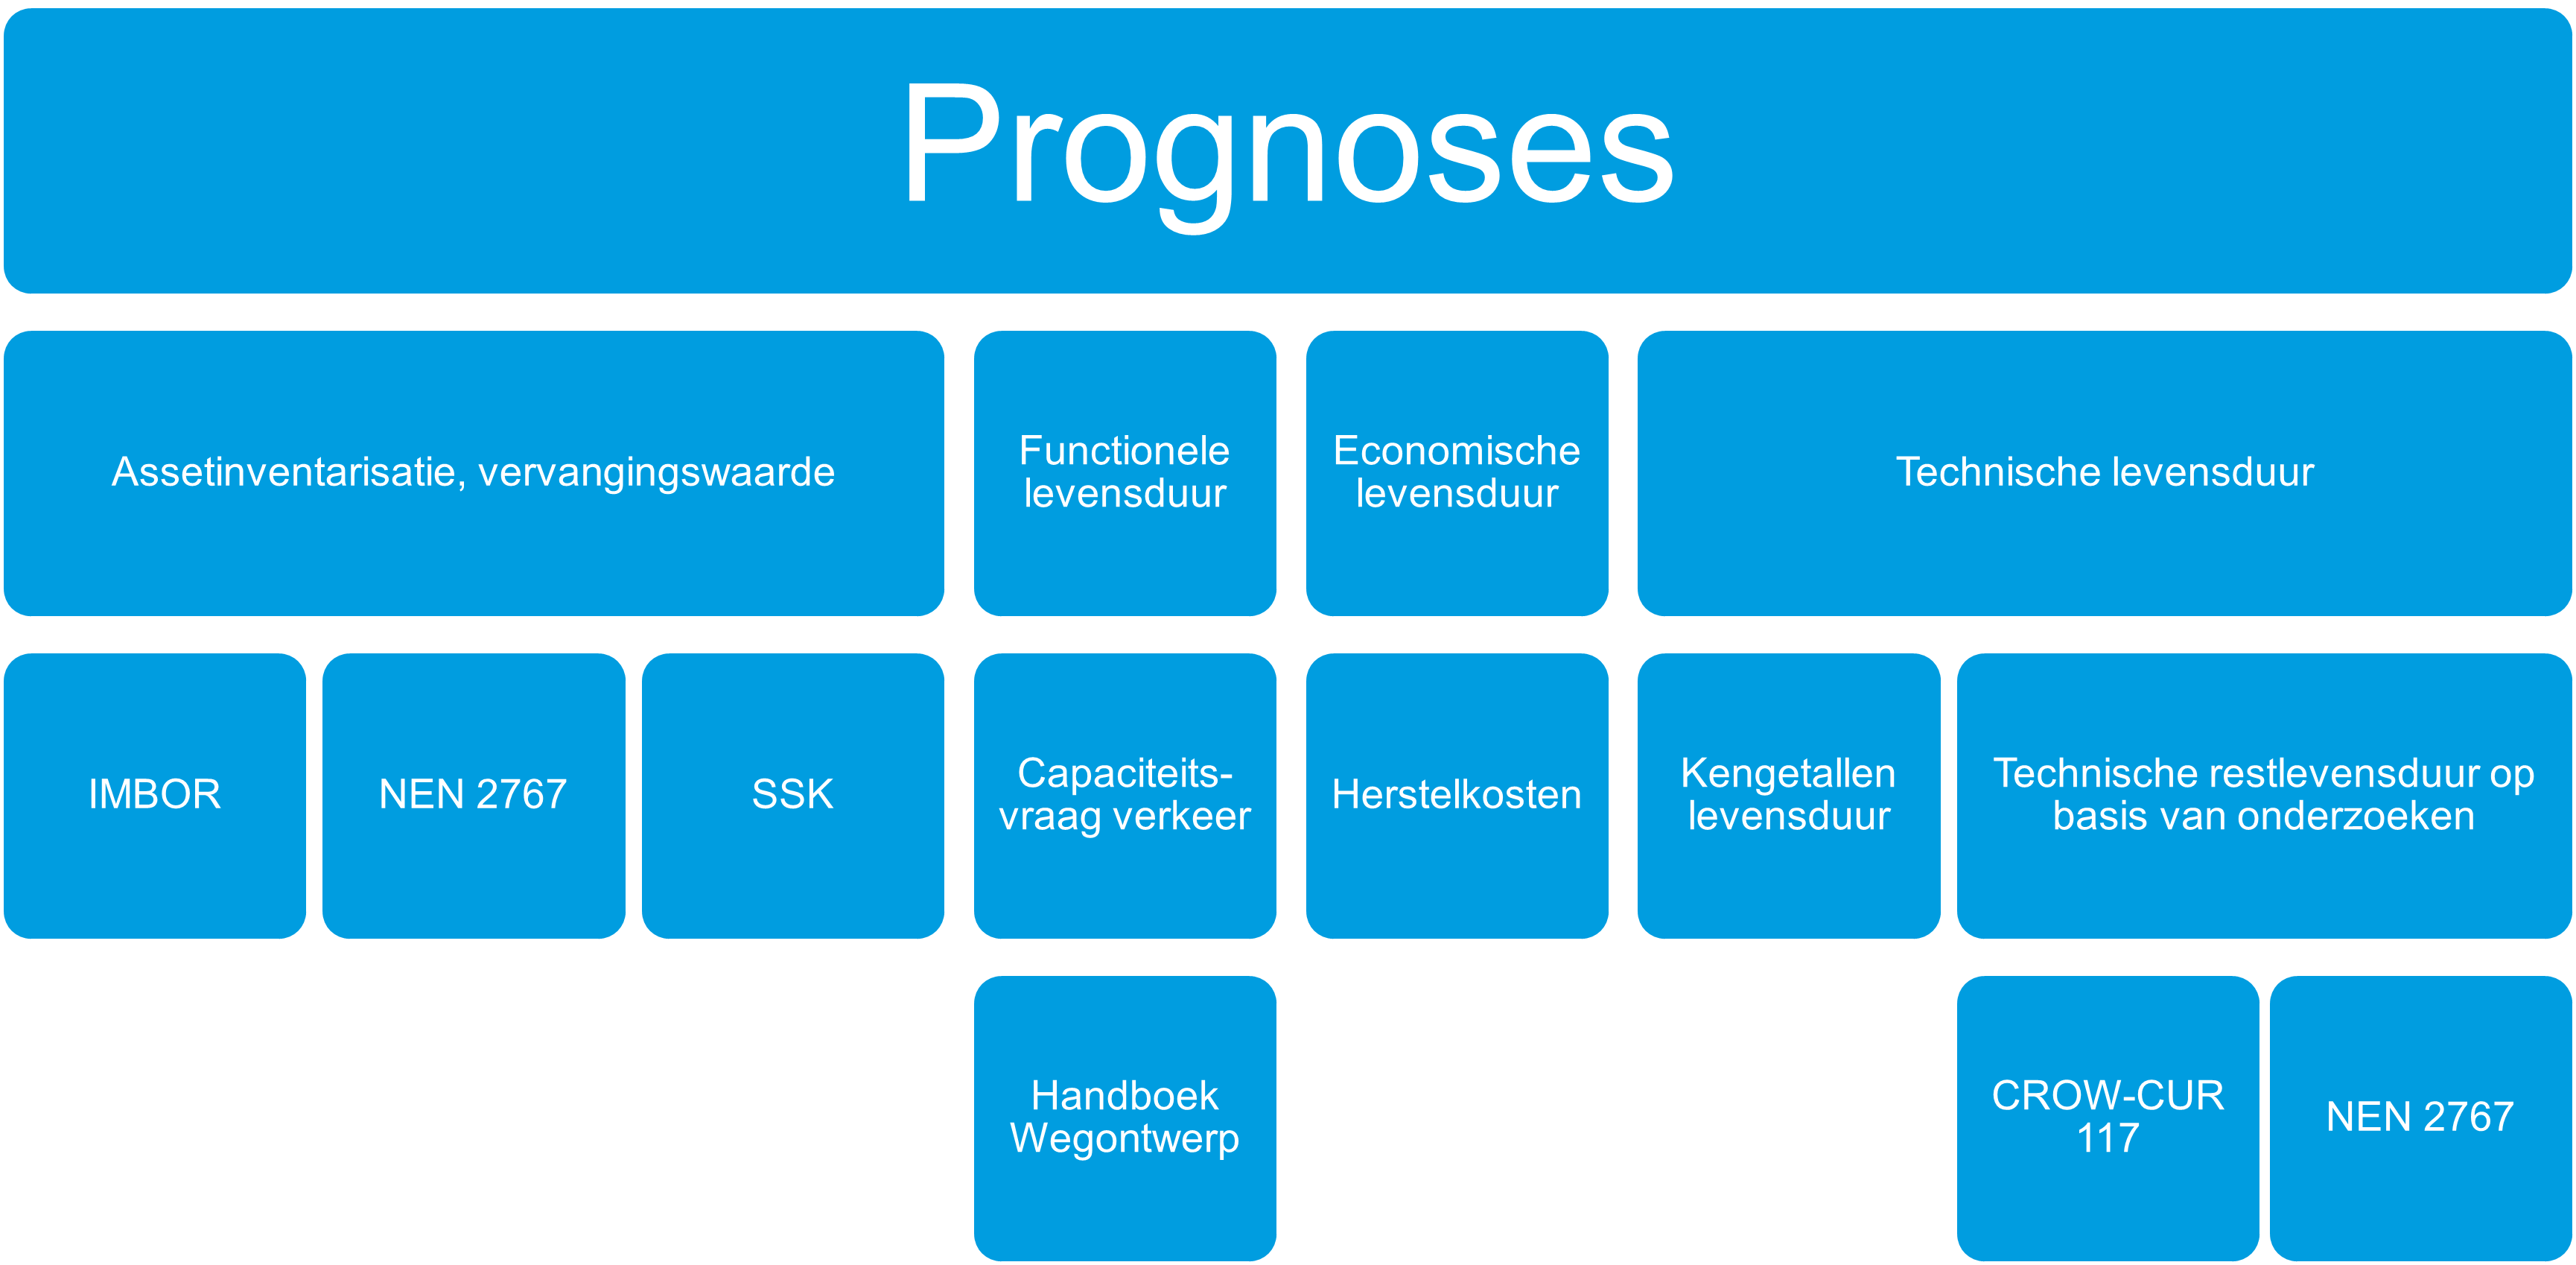 Prognoses
Assetinventarisatie, vervangingswaarde
Functionele
levensduur
Economische
levensduur
Technische levensduur
IMBOR
NEN 2767
SSK
Capaciteits-
vraag verkeer
Herstelkosten
Kengetallen
levensduur
Technische restlevensduur op
basis van onderzoeken
Handboek
Wegontwerp
CROW-CUR
117
NEN 2767